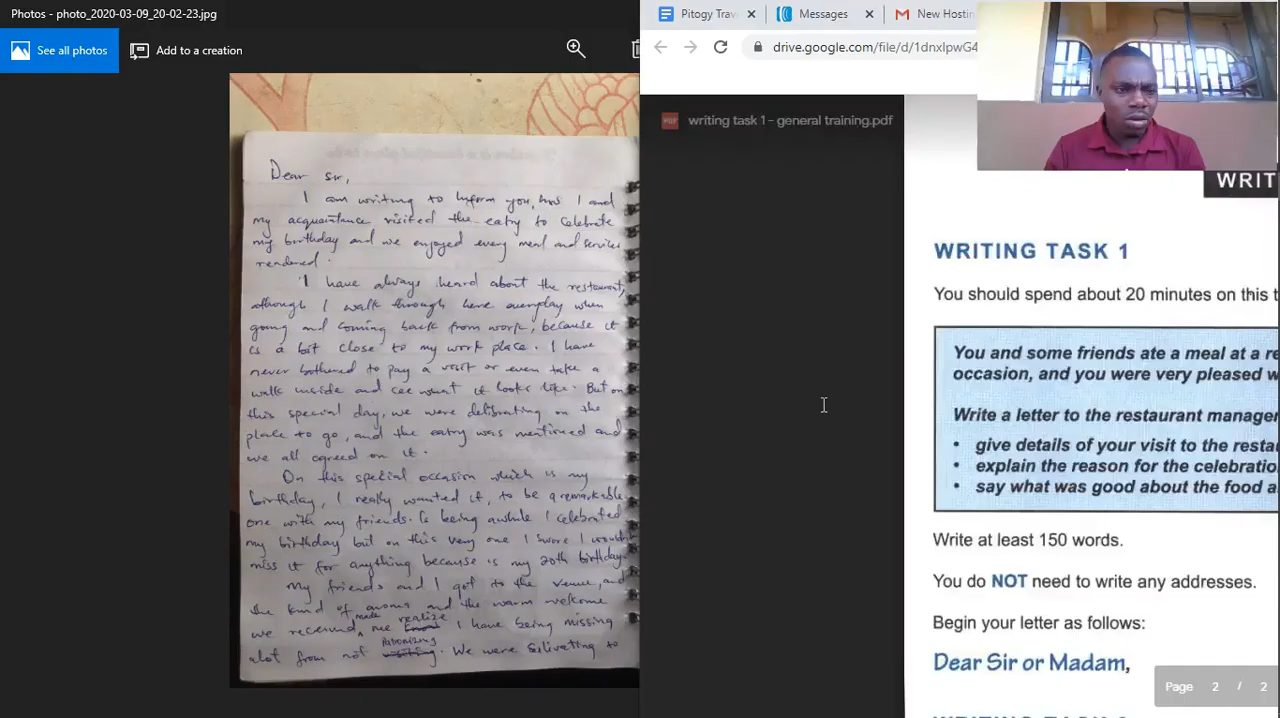 Photos - photo_2020-03-09_20-02-23.jpg
See all photos
Add to a creation
Dear sir,
I am writing to inform you, how I and
my acquaintance visited the eatry to celebrate
my birthday and we enjoyed every meal and services
rendered.
I have always heard about the restaurant,
although I walk through here everyday when
going and coming back from work, because it
is a bit close to my work place. I have
never bothered to pay a visit or even take a
walk inside and see what it looks like. But on
this special day, we were delibrating on the
place to go, and the eatry was mentioned and
we all agreed on it.
On this special occasion which is my
birthday, I really wanted it, to be a remarkable
one with my friends. Is being awhile I celebrated
my birthday but on this very one I swore I wouldn't
miss it for anything because is my 20th birthday.
My friends and I got to the venue, and
the kind of aroma and the warm welcome
we received, made me realize I have being missing
alot from not Patronizing. We were salivating to
Pitogy Trav
Messages
New Hostin
drive.google.com/file/d/1dnxlpwG4
writing task 1 - general training.pdf
WRIT
WRITING TASK 1
You should spend about 20 minutes on this t
You and some friends ate a meal at a re
occasion, and you were very pleased w
Write a letter to the restaurant manager
• give details of your visit to the resta
• explain the reason for the celebratio
• say what was good about the food a
Write at least 150 words.
You do NOT need to write any addresses.
Begin your letter as follows:
Dear Sir or Madam,
Page 2 / 2